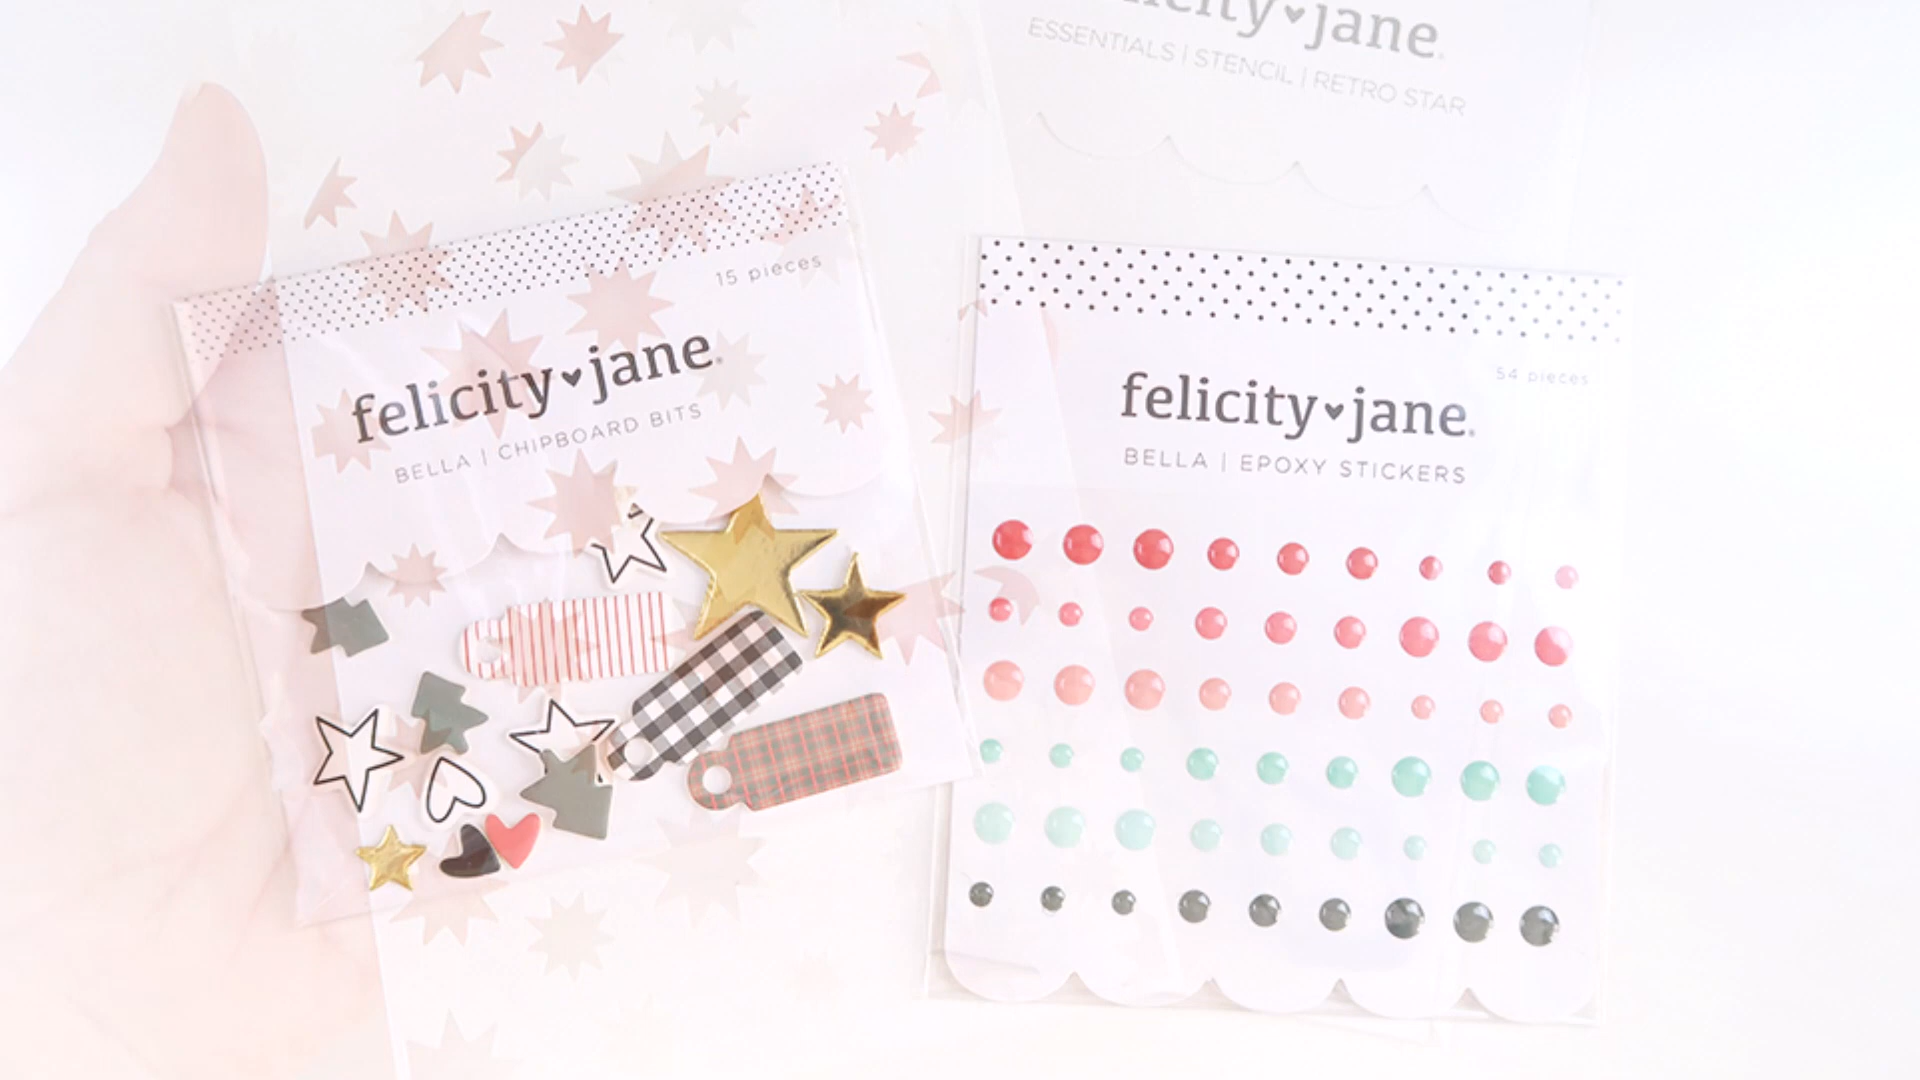 jane.
ESSENTIALS | STENCIL | RETRO STAR
15 pieces
felicity♥jane.
BELLA | CHIPBOARD BITS
54 pieces
felicity♥jane.
BELLA | EPOXY STICKERS